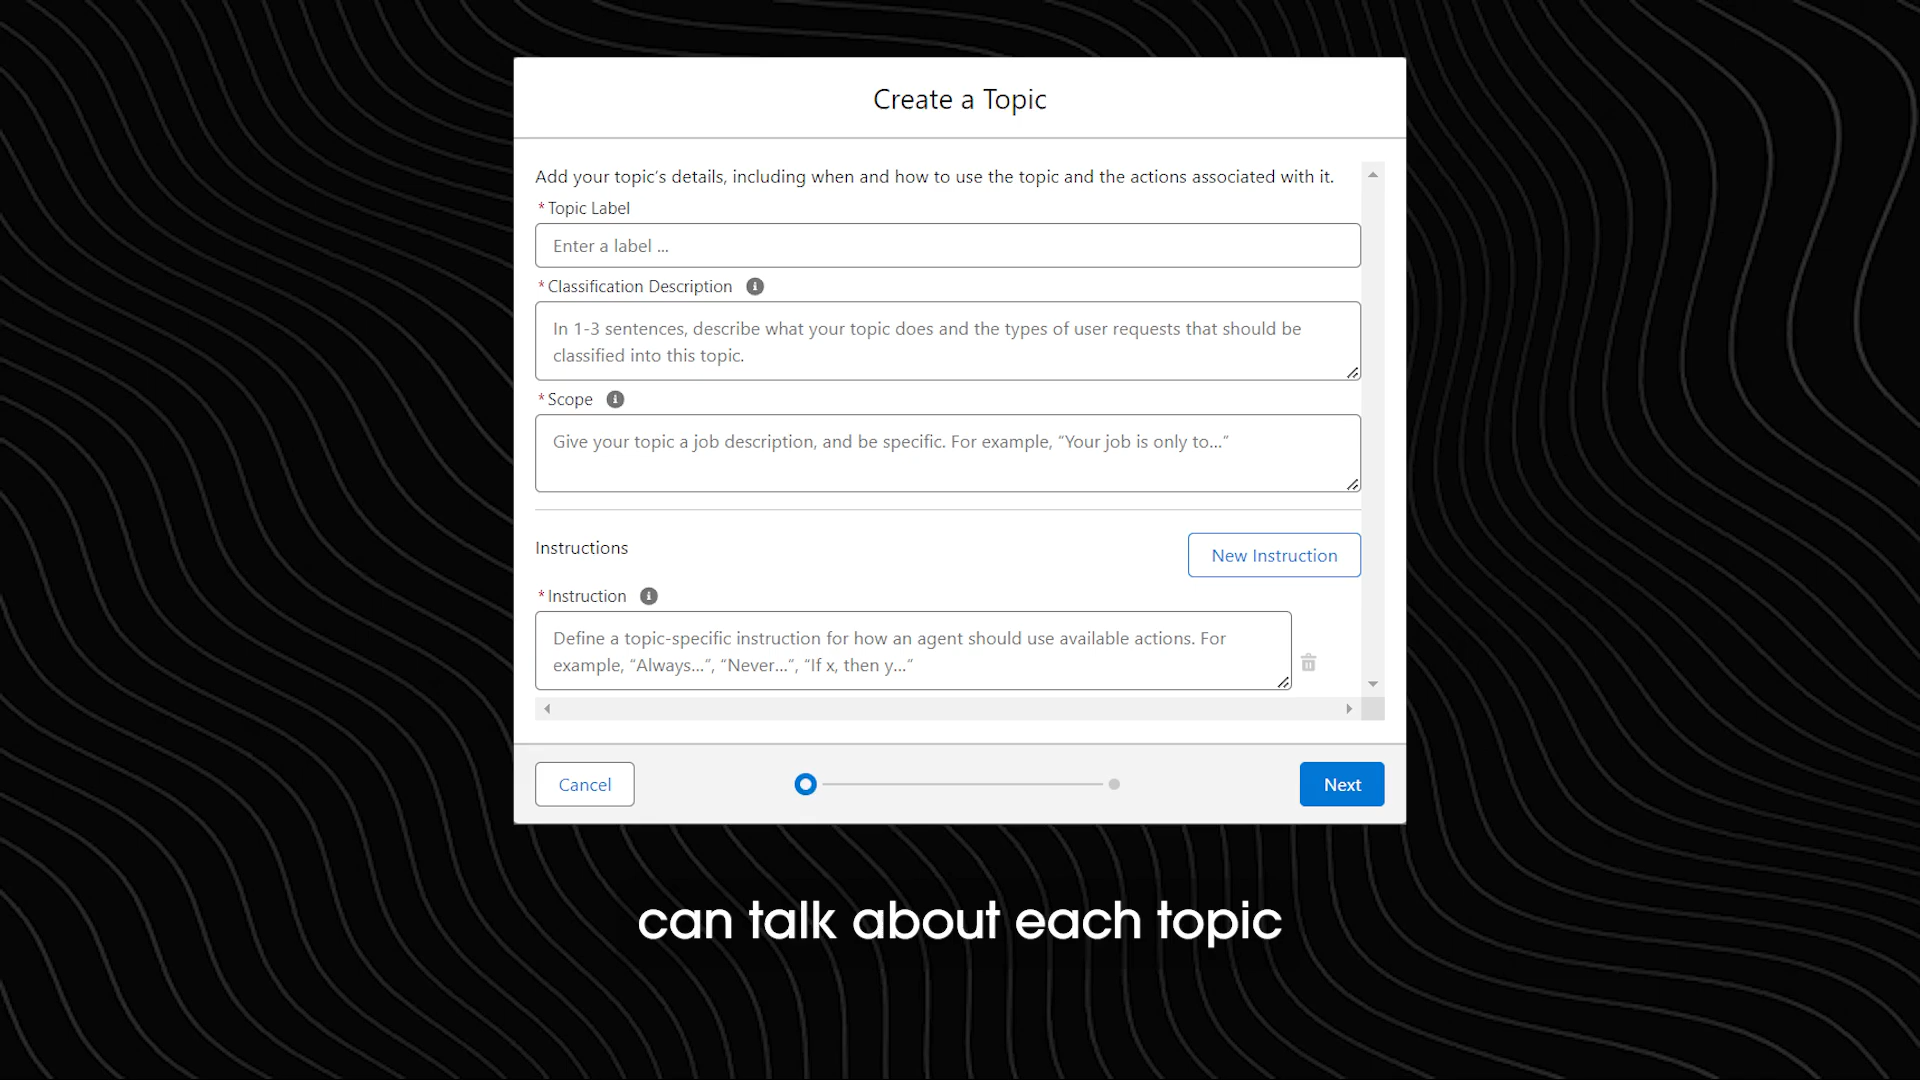 Create a Topic
Add your topic's details, including when and how to use the topic and the actions associated with it.
* Topic Label
Enter a label ...
* Classification Description
In 1-3 sentences, describe what your topic does and the types of user requests that should be
classified into this topic.
* Scope
Give your topic a job description, and be specific. For example, “Your job is only to...”
Instructions
New Instruction
* Instruction
Define a topic-specific instruction for how an agent should use available actions. For
example, “Always...”, “Never...”, “If x, then y...”
Cancel
Next
can talk about each topic